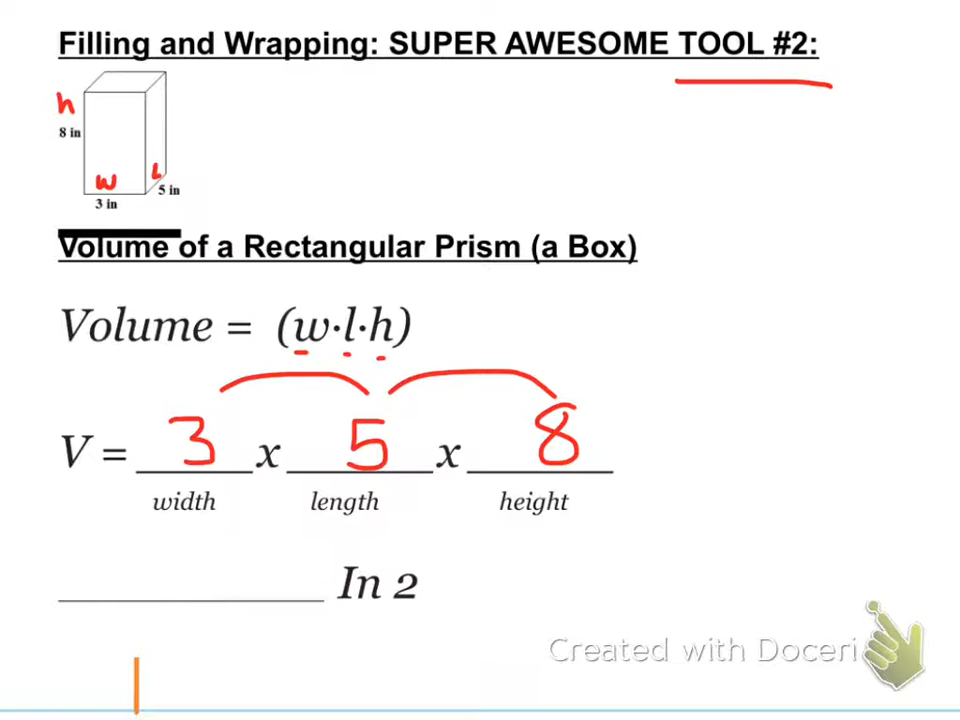 Filling and Wrapping: SUPER AWESOME TOOL #2:
h
8 in
w L
5 in
3 in
Volume of a Rectangular Prism (a Box)
Volume = (w·l·h)
V = 3 x 5 x 8
width length height
In 2
Created with Doceri